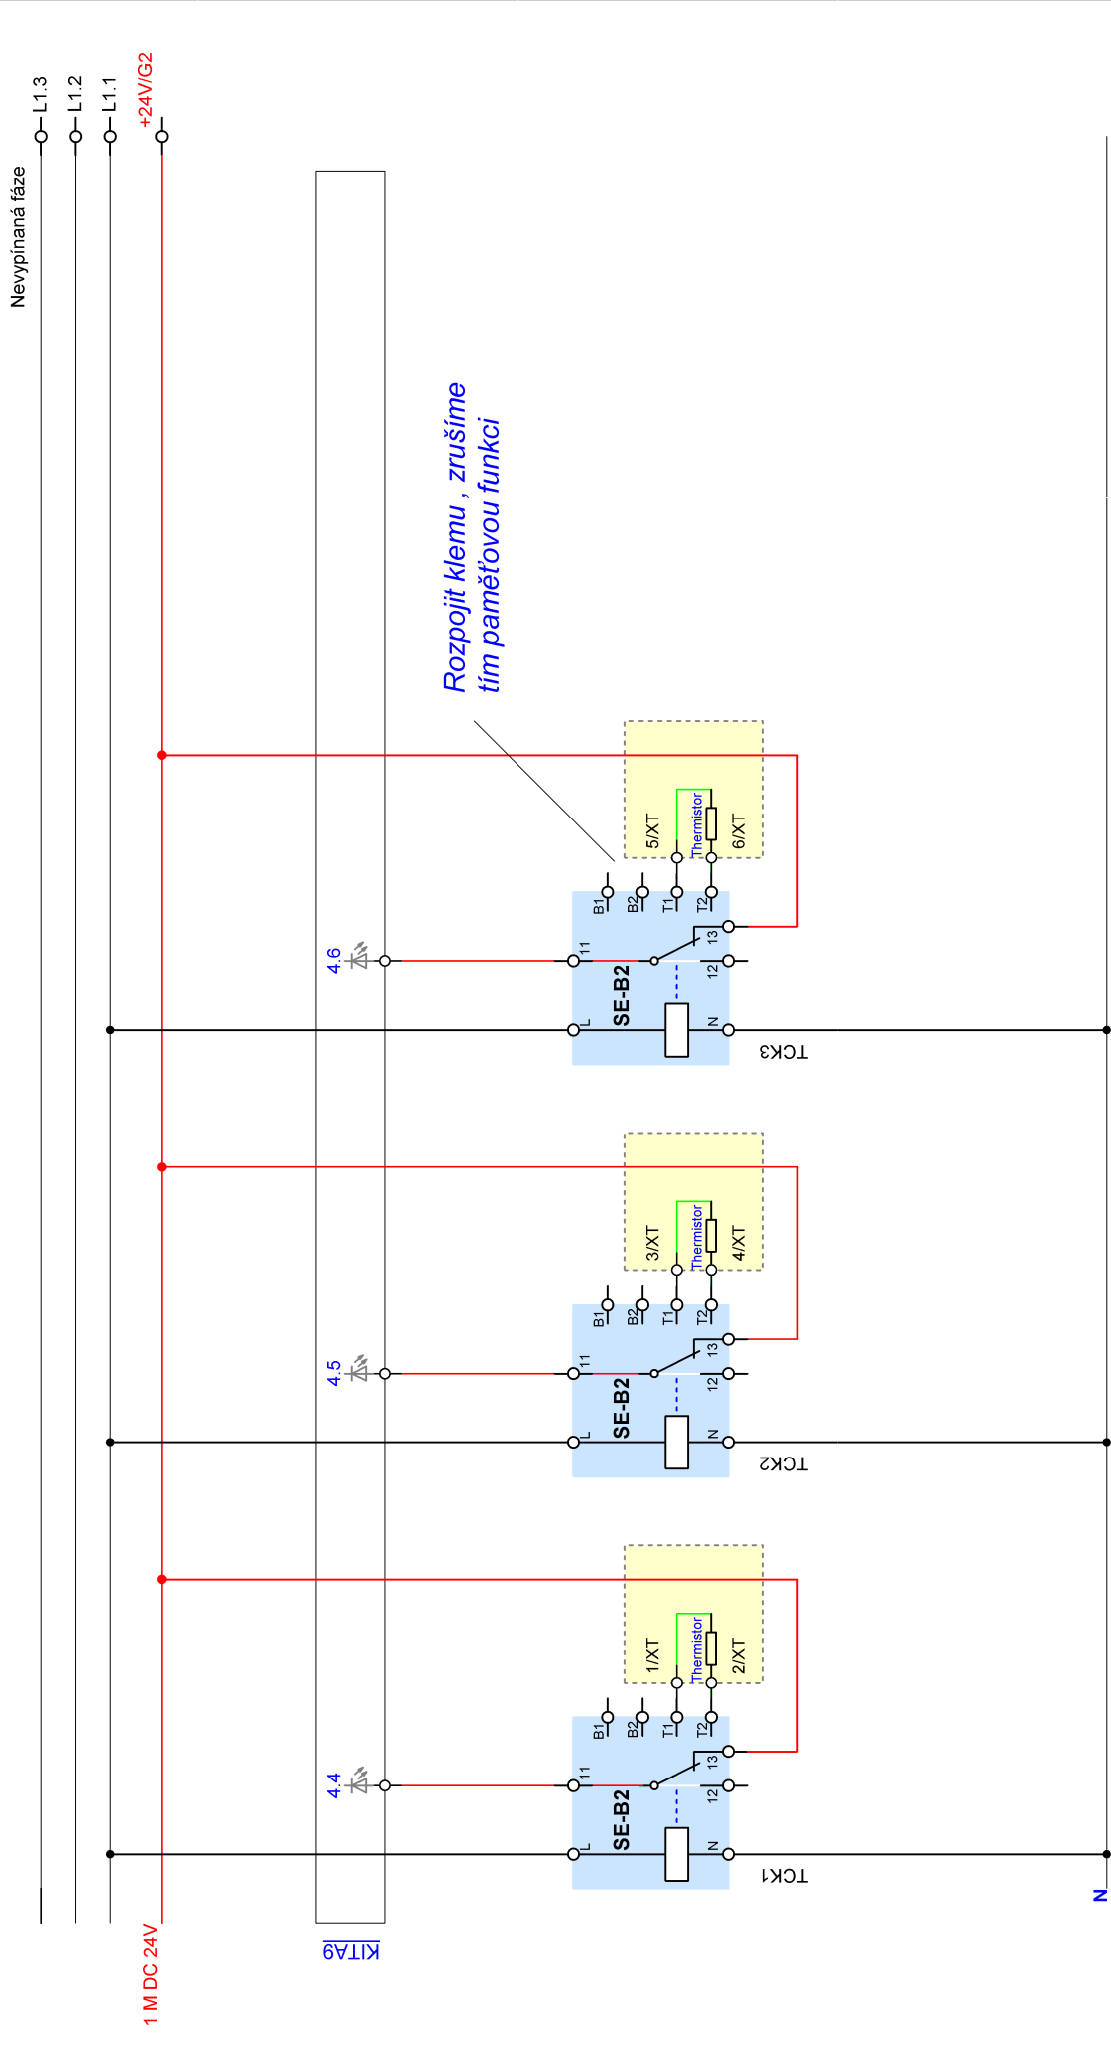 Nevypínaná fáze
L1.3
L1.2
L1.1
+24V/G2
1 M DC 24V
KITA9
4.4
4.5
4.6
Rozpojit klemu , zrušíme
tím paměťovou funkci
L
11
SE-B2
B1
B2
T1
T2
N
12
13
1/XT
Thermistor
2/XT
TCK1
L
11
SE-B2
B1
B2
T1
T2
N
12
13
3/XT
Thermistor
4/XT
TCK2
L
11
SE-B2
B1
B2
T1
T2
N
12
13
5/XT
Thermistor
6/XT
TCK3
N